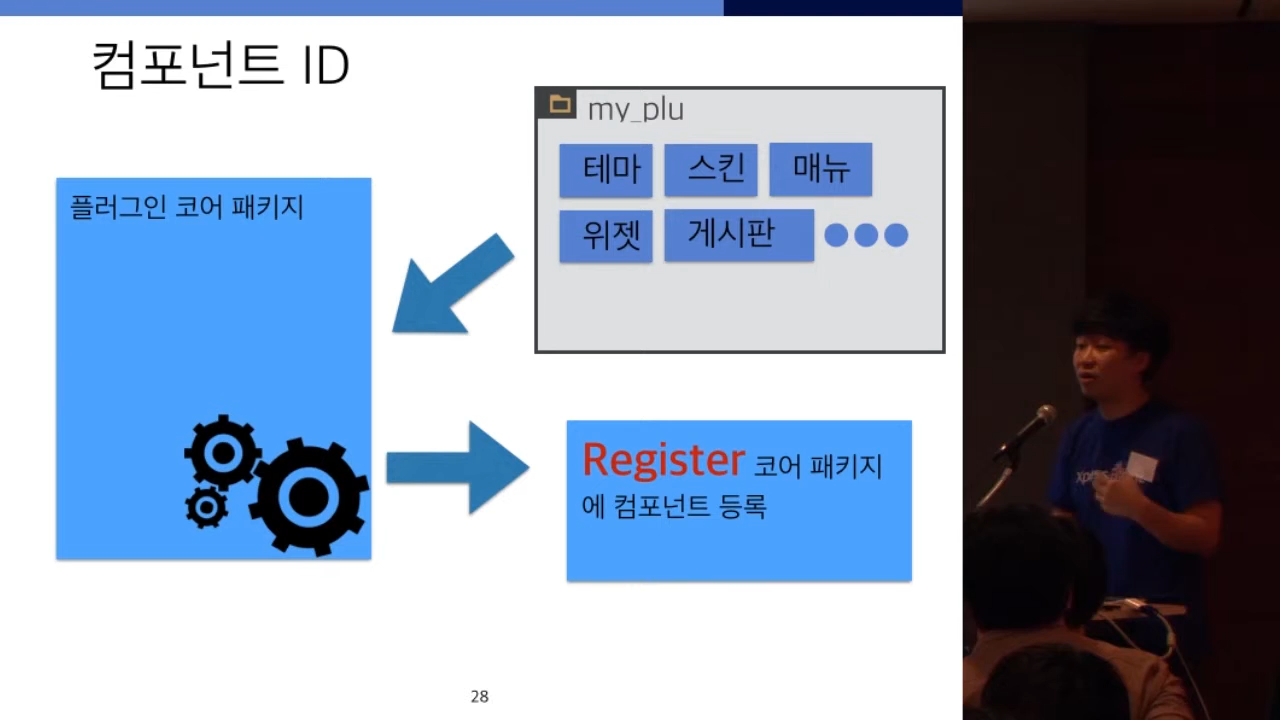 컴포넌트 ID
my_plu
테마 스킨 매뉴
위젯 게시판
플러그인 코어 패키지
Register 코어 패키지
에 컴포넌트 등록
28